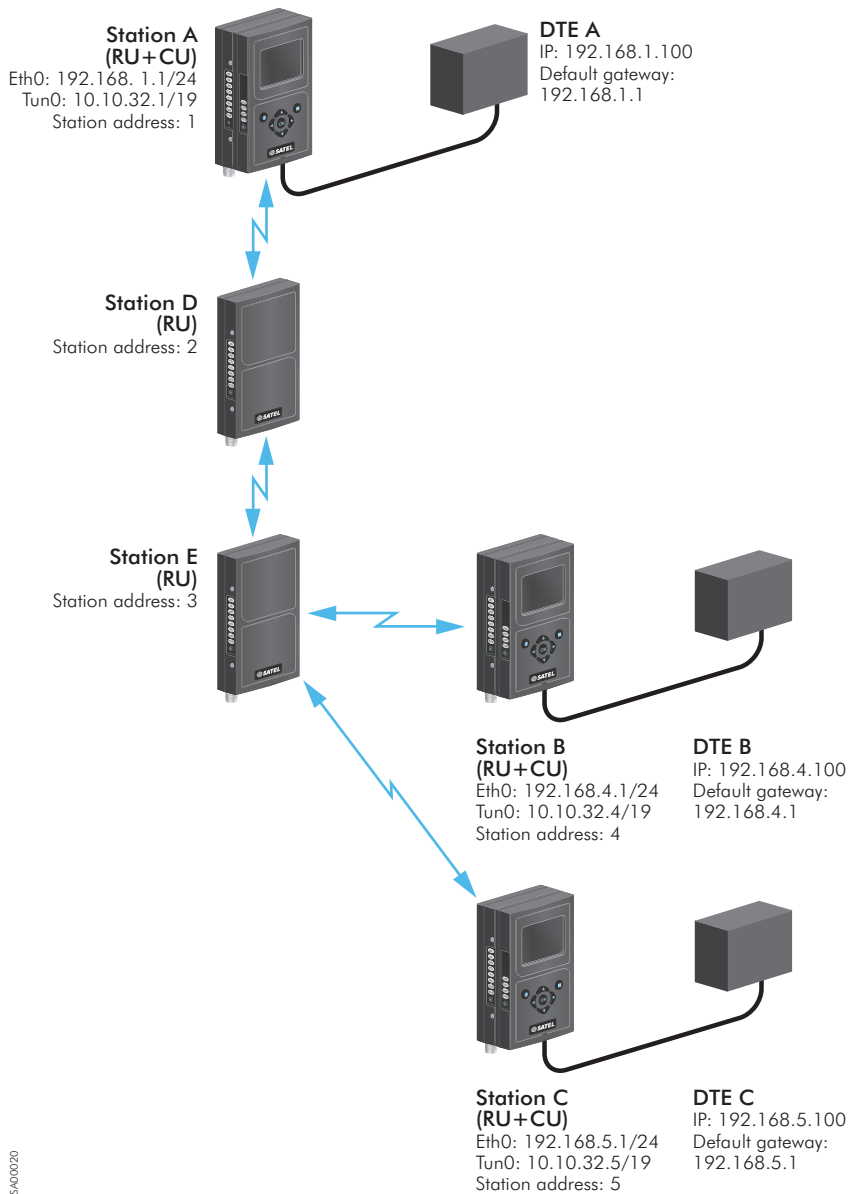 Station A
(RU+CU)
Eth0: 192.168. 1.1/24
Tun0: 10.10.32.1/19
Station address: 1
DTE A
IP: 192.168.1.100
Default gateway:
192.168.1.1
SATEL
Station D
(RU)
Station address: 2
SATEL
Station E
(RU)
Station address: 3
SATEL
SATEL
Station B
(RU+CU)
Eth0: 192.168.4.1/24
Tun0: 10.10.32.4/19
Station address: 4
DTE B
IP: 192.168.4.100
Default gateway:
192.168.4.1
SATEL
Station C
(RU+CU)
Eth0: 192.168.5.1/24
Tun0: 10.10.32.5/19
Station address: 5
DTE C
IP: 192.168.5.100
Default gateway:
192.168.5.1
SA00020